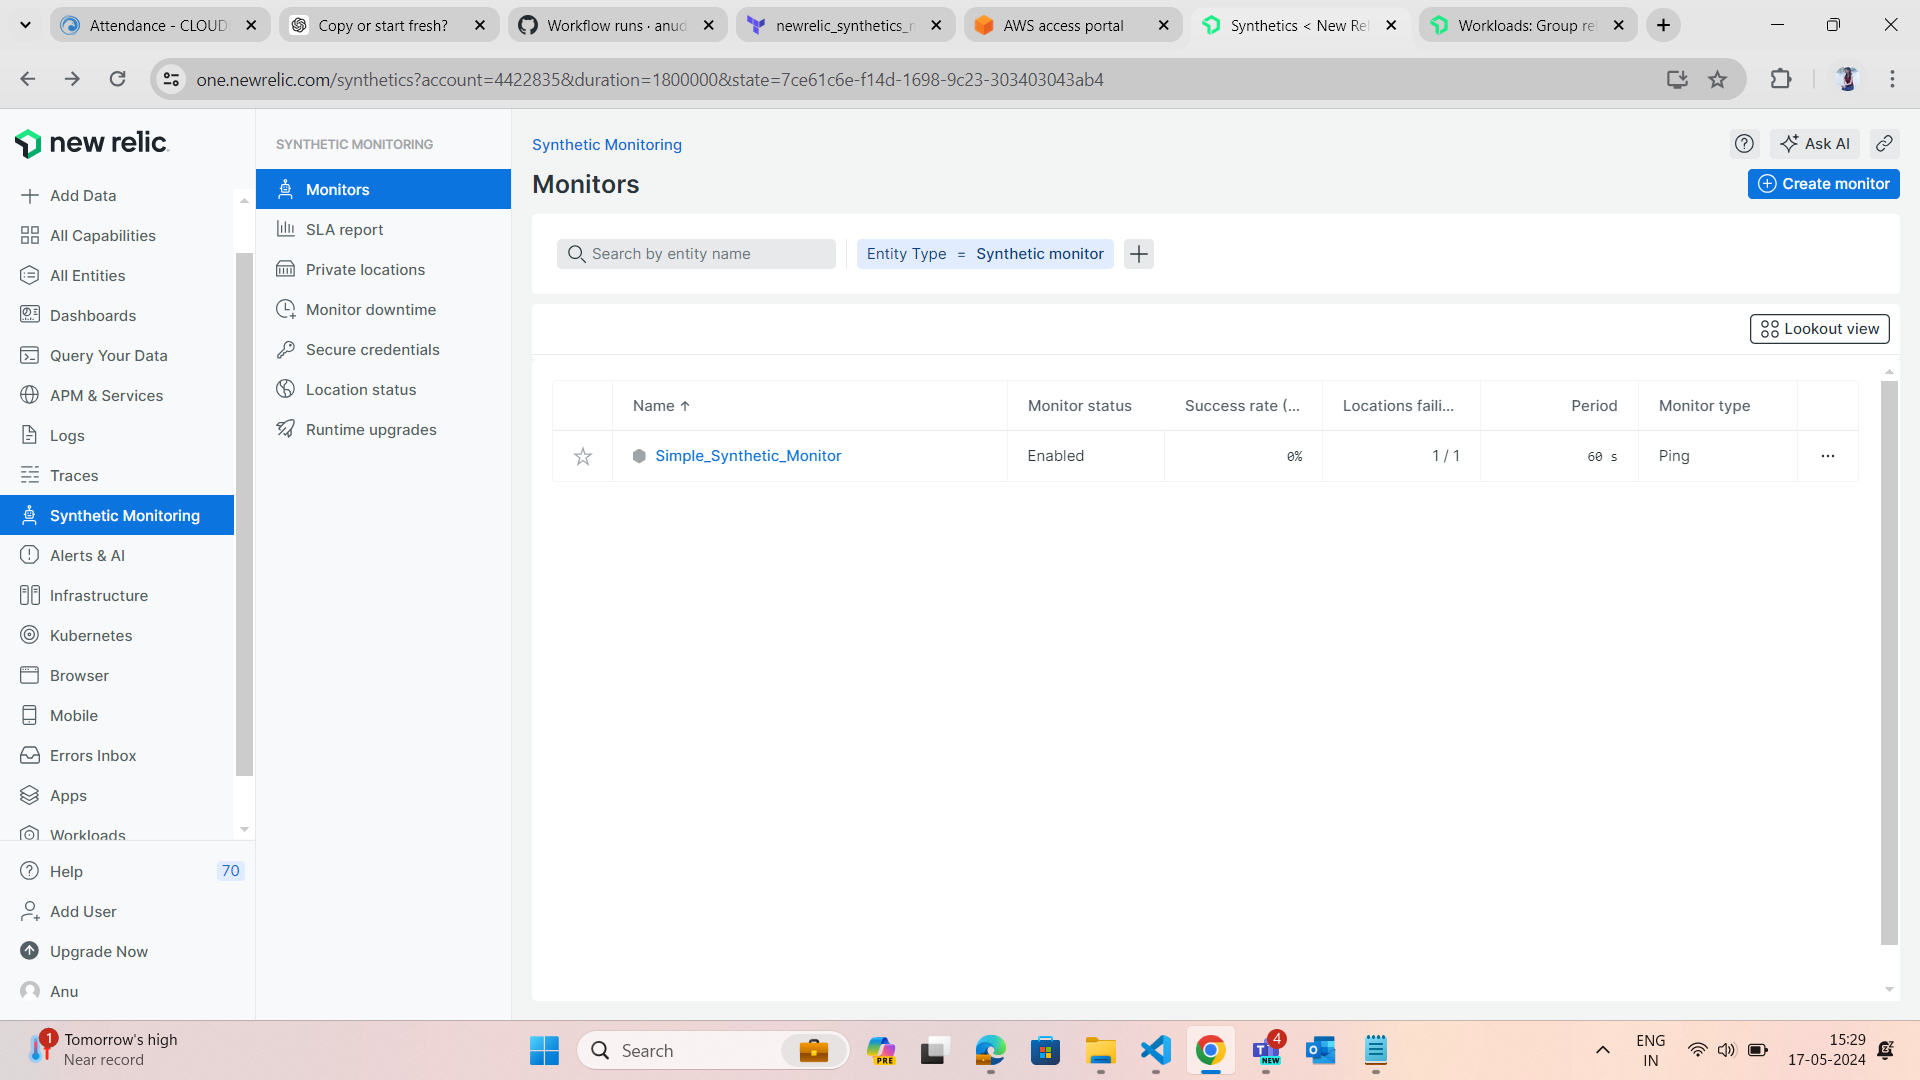 Attendance - CLOUD
Copy or start fresh?
Workflow runs · anud
newrelic_synthetics_n
AWS access portal
Synthetics < New Rel
Workloads: Group rel
one.newrelic.com/synthetics?account=4422835&duration=1800000&state=7ce61c6e-f14d-1698-9c23-303403043ab4
new relic
Add Data
All Capabilities
All Entities
Dashboards
Query Your Data
APM & Services
Logs
Traces
Synthetic Monitoring
Alerts & AI
Infrastructure
Kubernetes
Browser
Mobile
Errors Inbox
Apps
Workloads
Help 70
Add User
Upgrade Now
Anu
SYNTHETIC MONITORING
Monitors
SLA report
Private locations
Monitor downtime
Secure credentials
Location status
Runtime upgrades
Synthetic Monitoring
Ask AI
Monitors
Create monitor
Search by entity name
Entity Type = Synthetic monitor
Lookout view
Name ↑ Monitor status Success rate (... Locations faili... Period Monitor type
Simple_Synthetic_Monitor Enabled 0% 1 / 1 60 s Ping
1
Tomorrow's high
Near record
Search
PRE
4
NEW
ENG
IN
15:29
17-05-2024